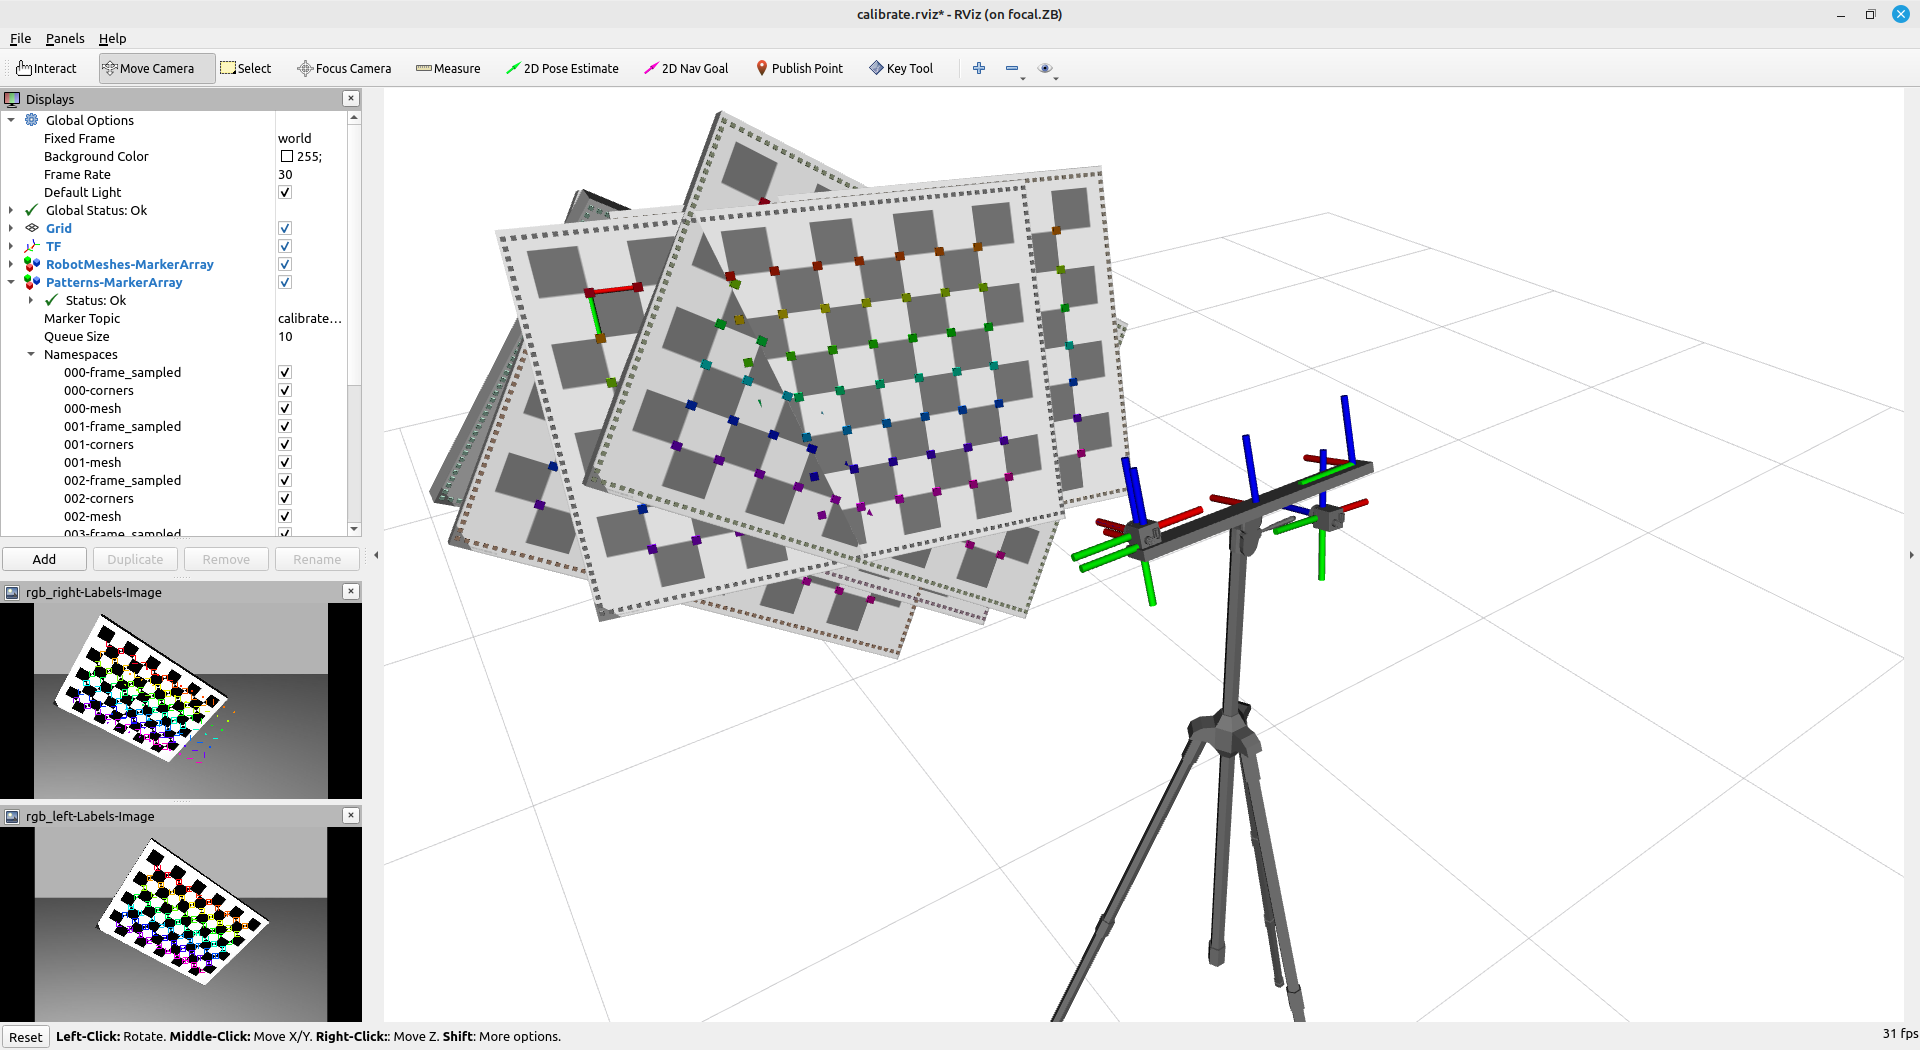 calibrate.rviz* - RViz (on focal.ZB)
File Panels Help
Interact Move Camera Select Focus Camera Measure 2D Pose Estimate 2D Nav Goal Publish Point Key Tool
Displays
Global Options
Fixed Frame world
Background Color 255;
Frame Rate 30
Default Light
Global Status: Ok
Grid
TF
RobotMeshes-MarkerArray
Patterns-MarkerArray
Status: Ok
Marker Topic calibrate...
Queue Size 10
Namespaces
000-frame_sampled
000-corners
000-mesh
001-frame_sampled
001-corners
001-mesh
002-frame_sampled
002-corners
002-mesh
003-frame_sampled
Add Duplicate Remove Rename
rgb_right-Labels-Image
rgb_left-Labels-Image
Reset Left-Click: Rotate. Middle-Click: Move X/Y. Right-Click:: Move Z. Shift: More options. 31 fps